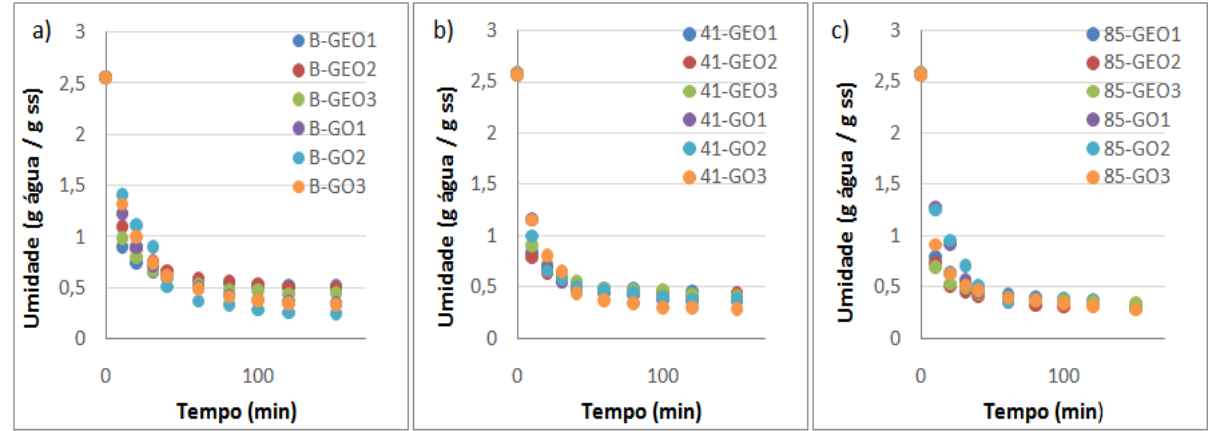 a)
Umidade (g água / g ss)
3
2,5
2
1,5
1
0,5
0
0
100
Tempo (min)
B-GEO1
B-GEO2
B-GEO3
B-GO1
B-GO2
B-GO3
b)
Umidade (g água / g ss)
3
2,5
2
1,5
1
0,5
0
0
100
Tempo (min)
41-GEO1
41-GEO2
41-GEO3
41-GO1
41-GO2
41-GO3
c)
Umidade (g água / g ss)
3
2,5
2
1,5
1
0,5
0
0
100
Tempo (min)
85-GEO1
85-GEO2
85-GEO3
85-GO1
85-GO2
85-GO3